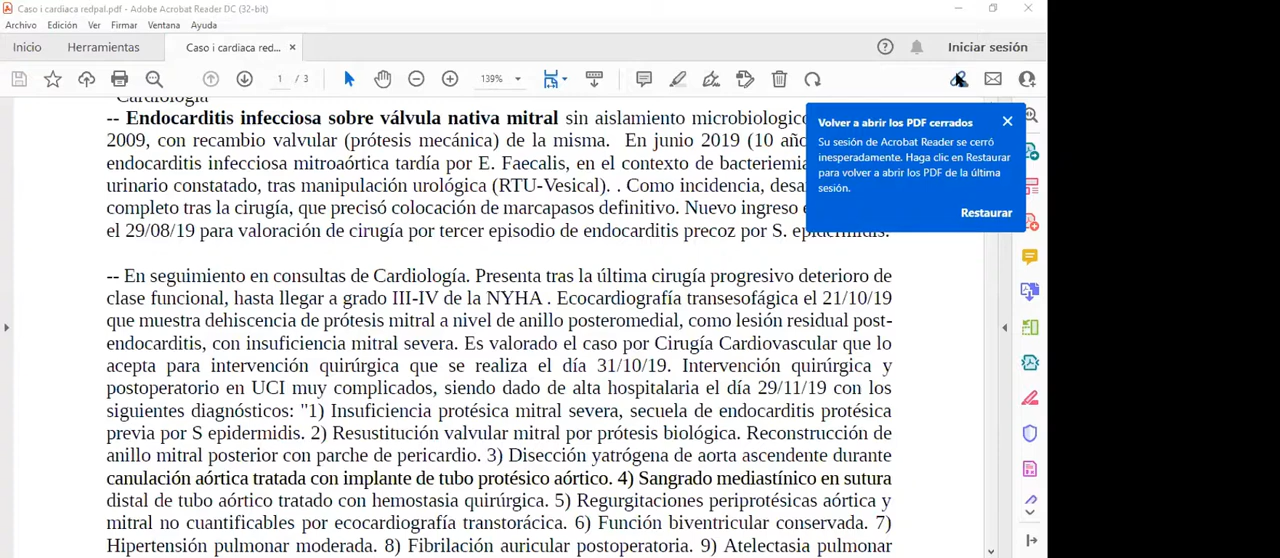 Caso i cardiaca redpal.pdf - Adobe Acrobat Reader DC (32-bit)
Archivo Edición Ver Firmar Ventana Ayuda
Inicio Herramientas Caso i cardiaca red... × Iniciar sesión
1 / 3 139%
Cardiología
-- Endocarditis infecciosa sobre válvula nativa mitral sin aislamiento microbiologico
2009, con recambio valvular (prótesis mecánica) de la misma. En junio 2019 (10 año
endocarditis infecciosa mitroaórtica tardía por E. Faecalis, en el contexto de bacteriemia
urinario constatado, tras manipulación urológica (RTU-Vesical). . Como incidencia, desa
completo tras la cirugía, que precisó colocación de marcapasos definitivo. Nuevo ingreso
el 29/08/19 para valoración de cirugía por tercer episodio de endocarditis precoz por S. epidermidis.
Volver a abrir los PDF cerrados
Su sesión de Acrobat Reader se cerró
inesperadamente. Haga clic en Restaurar
para volver a abrir los PDF de la última
sesión.
Restaurar
-- En seguimiento en consultas de Cardiología. Presenta tras la última cirugía progresivo deterioro de
clase funcional, hasta llegar a grado III-IV de la NYHA . Ecocardiografía transesofágica el 21/10/19
que muestra dehiscencia de prótesis mitral a nivel de anillo posteromedial, como lesión residual post-
endocarditis, con insuficiencia mitral severa. Es valorado el caso por Cirugía Cardiovascular que lo
acepta para intervención quirúrgica que se realiza el día 31/10/19. Intervención quirúrgica y
postoperatorio en UCI muy complicados, siendo dado de alta hospitalaria el día 29/11/19 con los
siguientes diagnósticos: "1) Insuficiencia protésica mitral severa, secuela de endocarditis protésica
previa por S epidermidis. 2) Resustitución valvular mitral por prótesis biológica. Reconstrucción de
anillo mitral posterior con parche de pericardio. 3) Disección yatrógena de aorta ascendente durante
canulación aórtica tratada con implante de tubo protésico aórtico. 4) Sangrado mediastínico en sutura
distal de tubo aórtico tratado con hemostasia quirúrgica. 5) Regurgitaciones periprotésicas aórtica y
mitral no cuantificables por ecocardiografía transtorácica. 6) Función biventricular conservada. 7)
Hipertensión pulmonar moderada. 8) Fibrilación auricular postoperatoria. 9) Atelectasia pulmonar